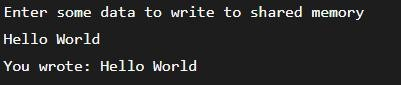 Enter some data to write to shared memory
Hello World
You wrote: Hello World